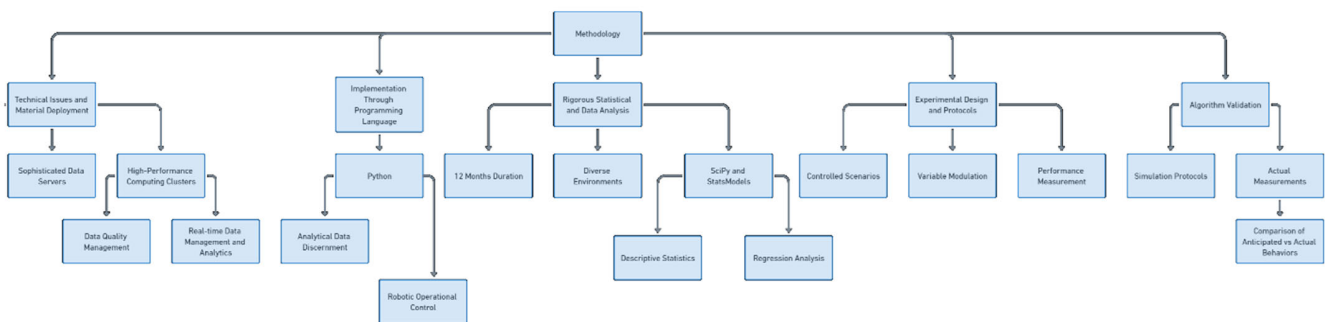 Methodology
Technical Issues and
Material Deployment
Implementation
Through
Programming
Language
Rigorous Statistical
and Data Analysis
Experimental Design
and Protocols
Algorithm Validation
Sophisticated Data
Servers
High-Performance
Computing Clusters
Python
12 Months Duration
Diverse
Environments
SciPy and
StatsModels
Controlled Scenarios
Variable Modulation
Performance
Measurement
Simulation Protocols
Actual
Measurements
Data Quality
Management
Real-time Data
Management and
Analytics
Analytical Data
Discernment
Descriptive Statistics
Regression Analysis
Comparison of
Anticipated vs Actual
Behaviors
Robotic Operational
Control